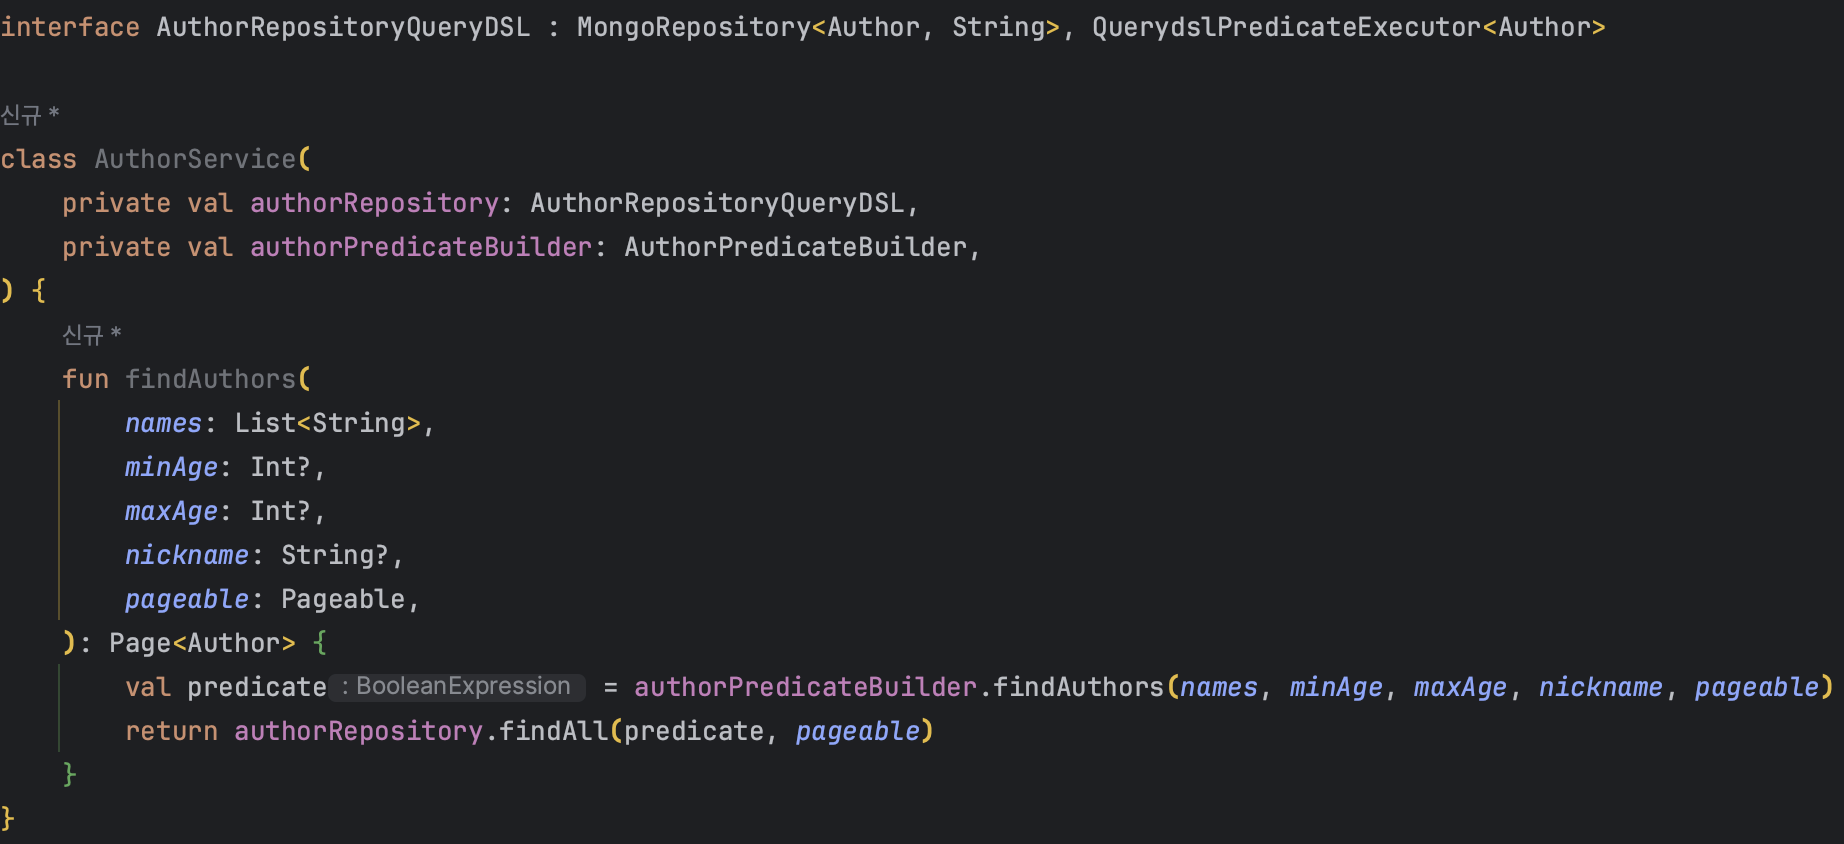 interface AuthorRepositoryQueryDSL : MongoRepository<Author, String>, QuerydslPredicateExecutor<Author>
신규 *
class AuthorService(
    private val authorRepository: AuthorRepositoryQueryDSL,
    private val authorPredicateBuilder: AuthorPredicateBuilder,
) {
    신규 *
    fun findAuthors(
        names: List<String>,
        minAge: Int?,
        maxAge: Int?,
        nickname: String?,
        pageable: Pageable,
    ): Page<Author> {
        val predicate : BooleanExpression = authorPredicateBuilder.findAuthors(names, minAge, maxAge, nickname, pageable)
        return authorRepository.findAll(predicate, pageable)
    }
}